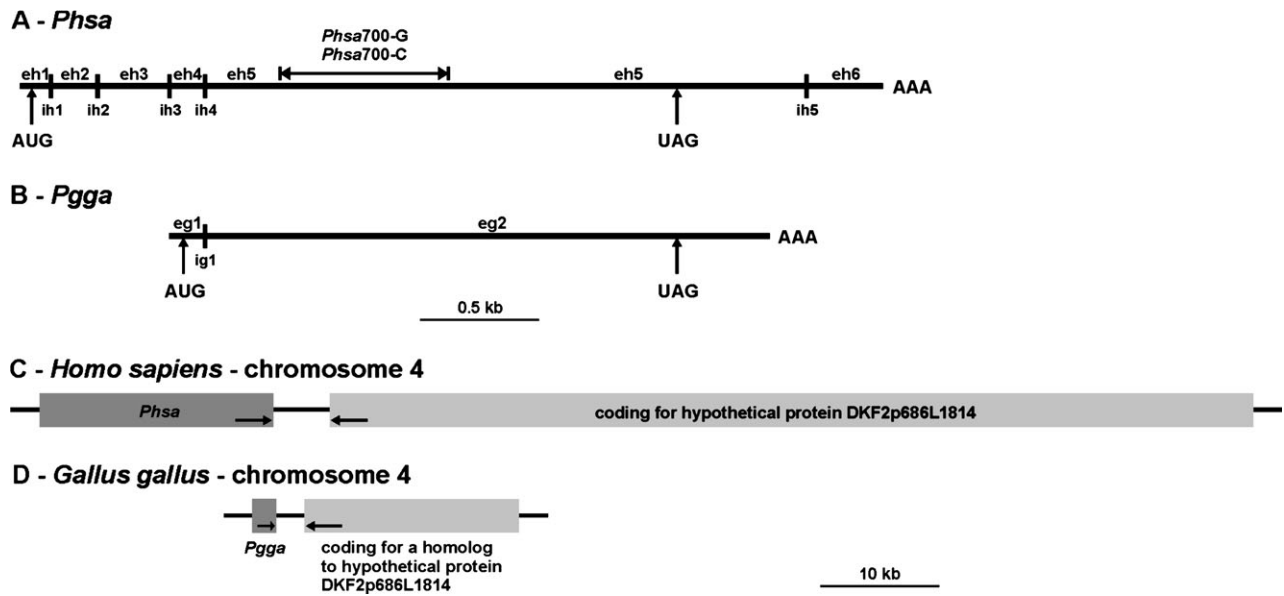 A - Phsa
Phsa700-G
Phsa700-C
eh1 eh2 eh3 eh4 eh5 eh5 eh6
AAA
ih1 ih2 ih3 ih4 ih5
AUG UAG
B - Pgga
eg1 eg2
AAA
ig1
AUG UAG
0.5 kb
C - Homo sapiens - chromosome 4
Phsa coding for hypothetical protein DKF2p686L1814
D - Gallus gallus - chromosome 4
Pgga
coding for a homolog
to hypothetical protein
DKF2p686L1814
10 kb